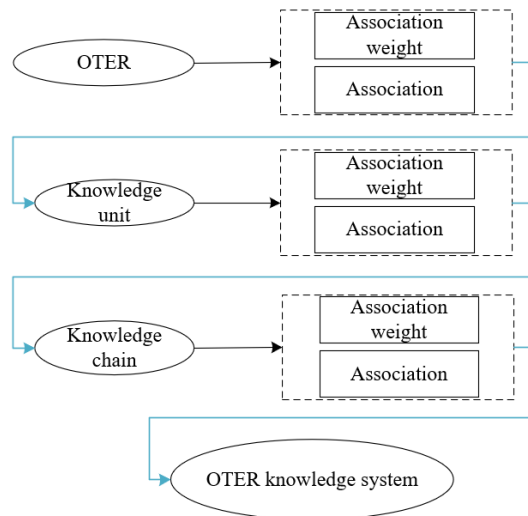 OTER
Association
weight
Association
Knowledge
unit
Association
weight
Association
Knowledge
chain
Association
weight
Association
OTER knowledge system